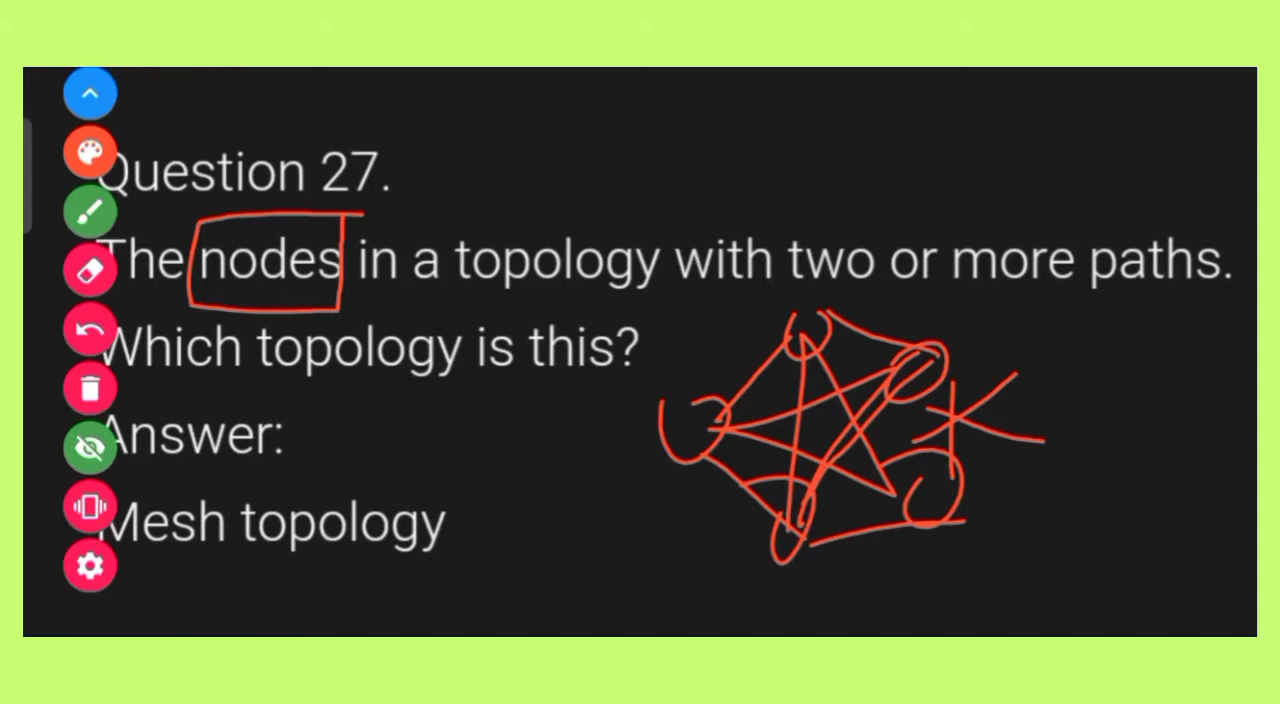 Question 27.
The nodes in a topology with two or more paths.
Which topology is this?
Answer:
Mesh topology